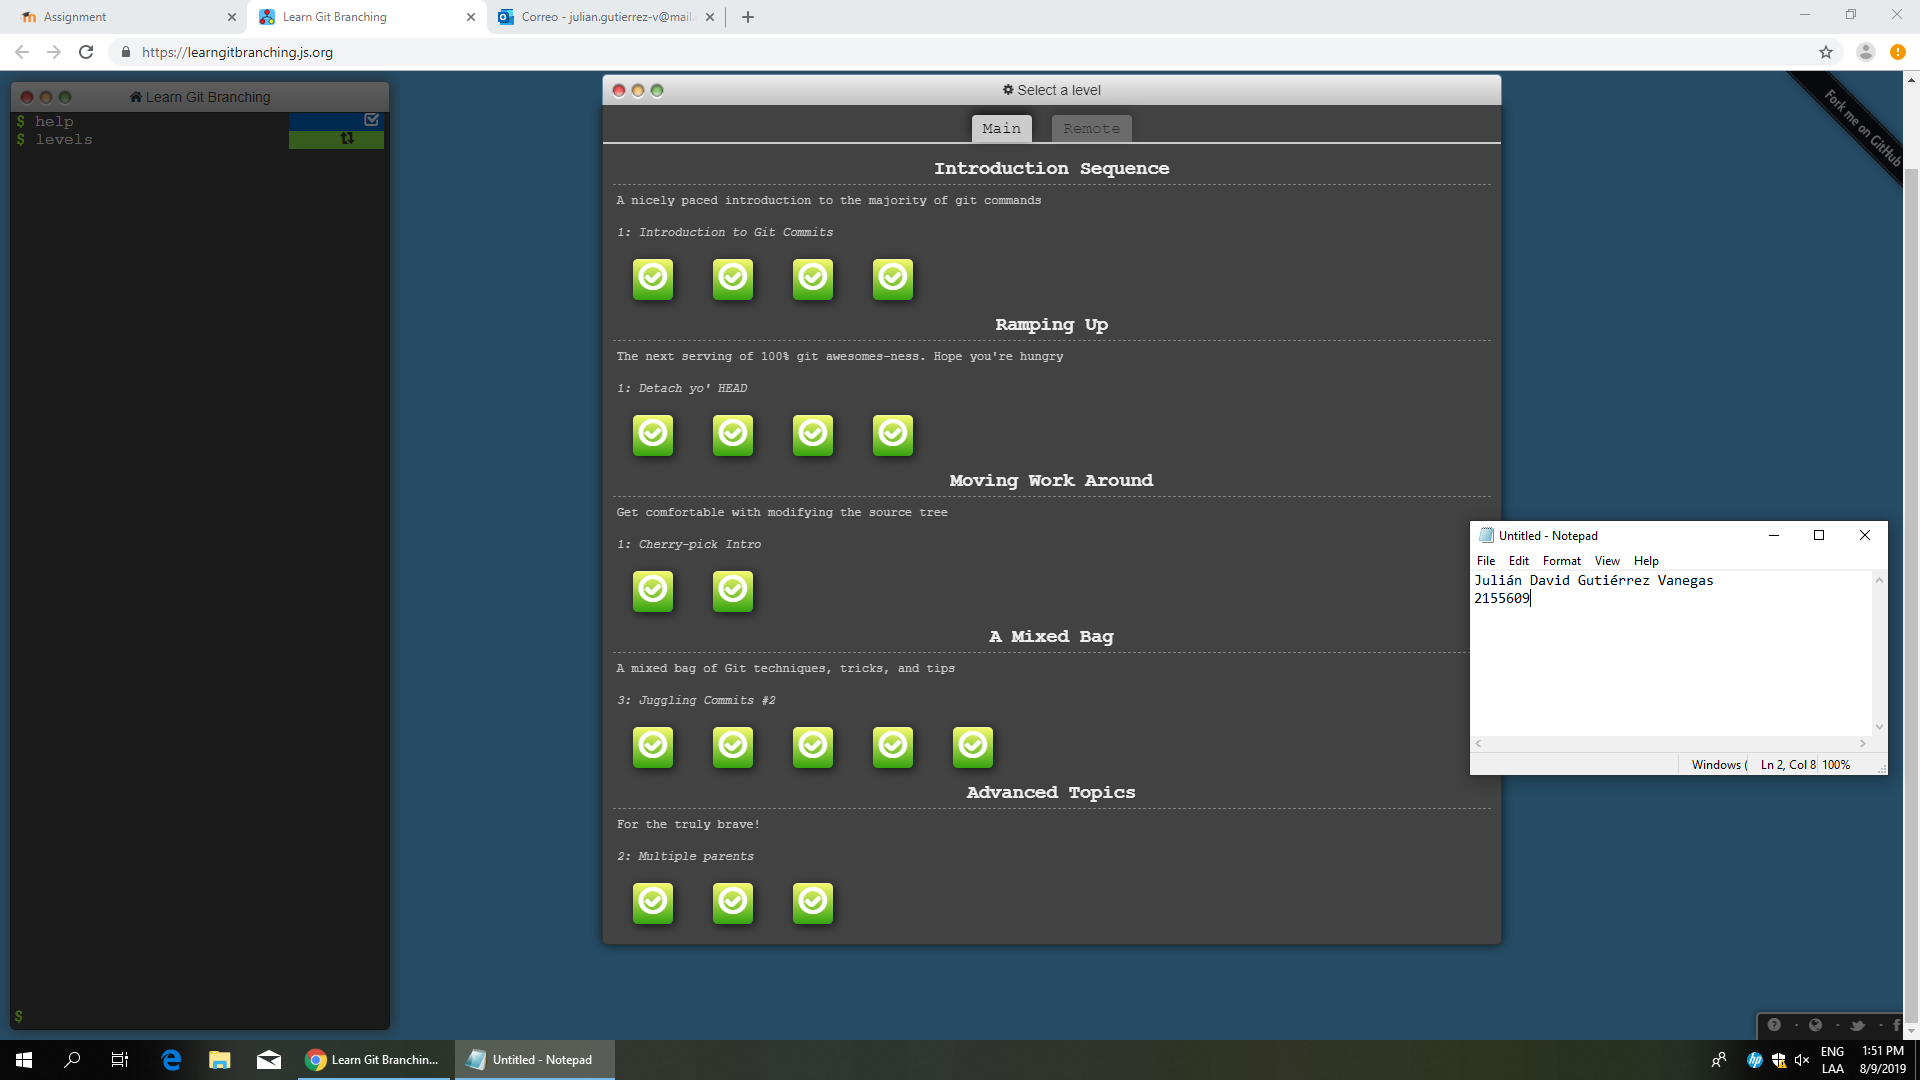 Assignment
Learn Git Branching
Correo - julian.gutierrez-v@mail.
https://learngitbranching.js.org
Learn Git Branching
$ help
$ levels
$
Select a level
Main
Remote
Introduction Sequence
A nicely paced introduction to the majority of git commands
1: Introduction to Git Commits
Ramping Up
The next serving of 100% git awesomes-ness. Hope you're hungry
1: Detach yo' HEAD
Moving Work Around
Get comfortable with modifying the source tree
1: Cherry-pick Intro
A Mixed Bag
A mixed bag of Git techniques, tricks, and tips
3: Juggling Commits #2
Advanced Topics
For the truly brave!
2: Multiple parents
Fork me on GitHub
Untitled - Notepad
File Edit Format View Help
Julián David Gutiérrez Vanegas
2155609
Windows ( Ln 2, Col 8 100%
Learn Git Branchin...
Untitled - Notepad
ENG
LAA
1:51 PM
8/9/2019